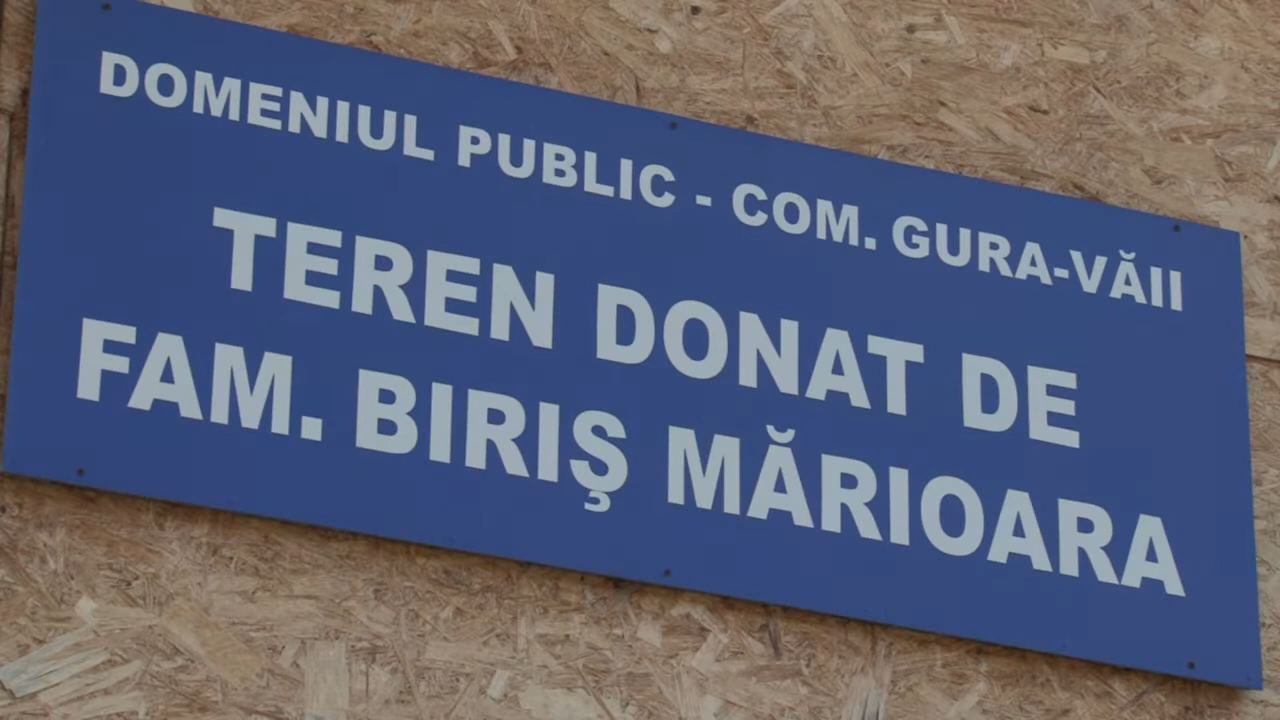 DOMENIUL PUBLIC - COM. GURA-VĂII
TEREN DONAT DE
FAM. BIRIŞ MĂRIOARA